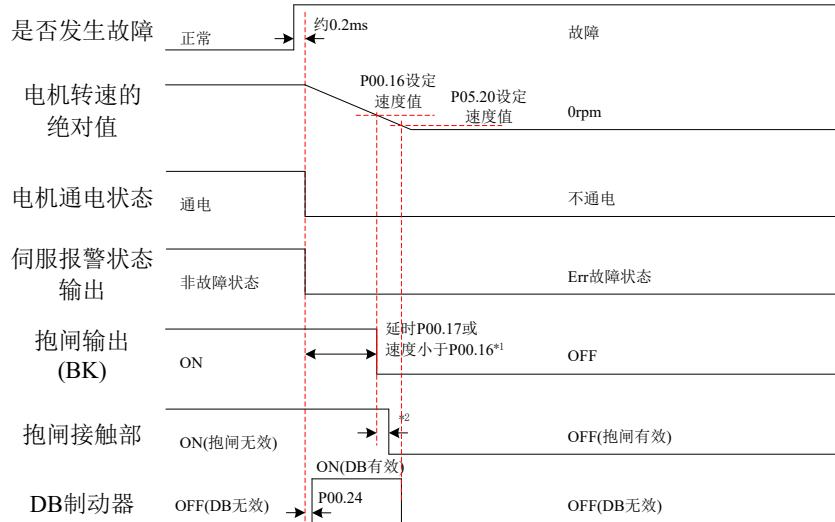 是否发生故障
正常
约0.2ms
故障
电机转速的
绝对值
P00.16设定
速度值
P05.20设定
速度值
0rpm
电机通电状态
通电
不通电
伺服报警状态
输出
非故障状态
Err故障状态
抱闸输出
(BK)
ON
延时P00.17或
速度小于P00.16*1
OFF
抱闸接触部
ON(抱闸无效)
*2
OFF(抱闸有效)
ON(DB有效)
DB制动器
OFF(DB无效)
P00.24
OFF(DB无效)